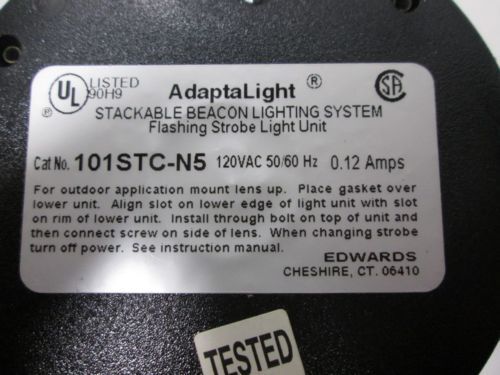 UL LISTED
90H9
AdaptaLight ®
SA
STACKABLE BEACON LIGHTING SYSTEM
Flashing Strobe Light Unit
Cat No. 101STC-N5 120VAC 50/60 Hz 0.12 Amps
For outdoor application mount lens up. Place gasket over
lower unit. Align slot on lower edge of light unit with slot
on rim of lower unit. Install through bolt on top of unit and
then connect screw on side of lens. When changing strobe
turn off power. See instruction manual.
EDWARDS
CHESHIRE, CT. 06410
TESTED